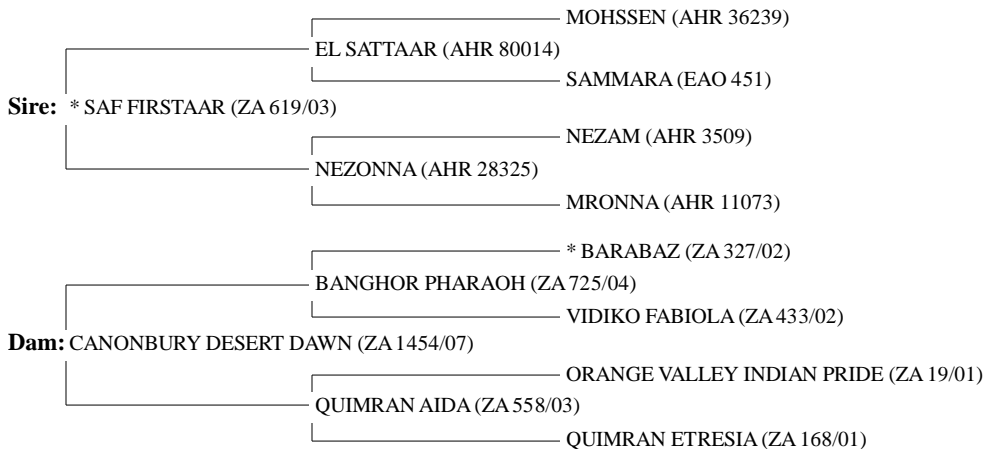 MOHSSEN (AHR 36239)
EL SATTAAR (AHR 80014)
SAMMARA (EAO 451)
Sire: * SAF FIRSTAAR (ZA 619/03)
NEZAM (AHR 3509)
NEZONNA (AHR 28325)
MRONNA (AHR 11073)
* BARABAZ (ZA 327/02)
BANGHOR PHARAOH (ZA 725/04)
VIDIKO FABIOLA (ZA 433/02)
Dam: CANONBURY DESERT DAWN (ZA 1454/07)
ORANGE VALLEY INDIAN PRIDE (ZA 19/01)
QUIMRAN AIDA (ZA 558/03)
QUIMRAN ETRESIA (ZA 168/01)